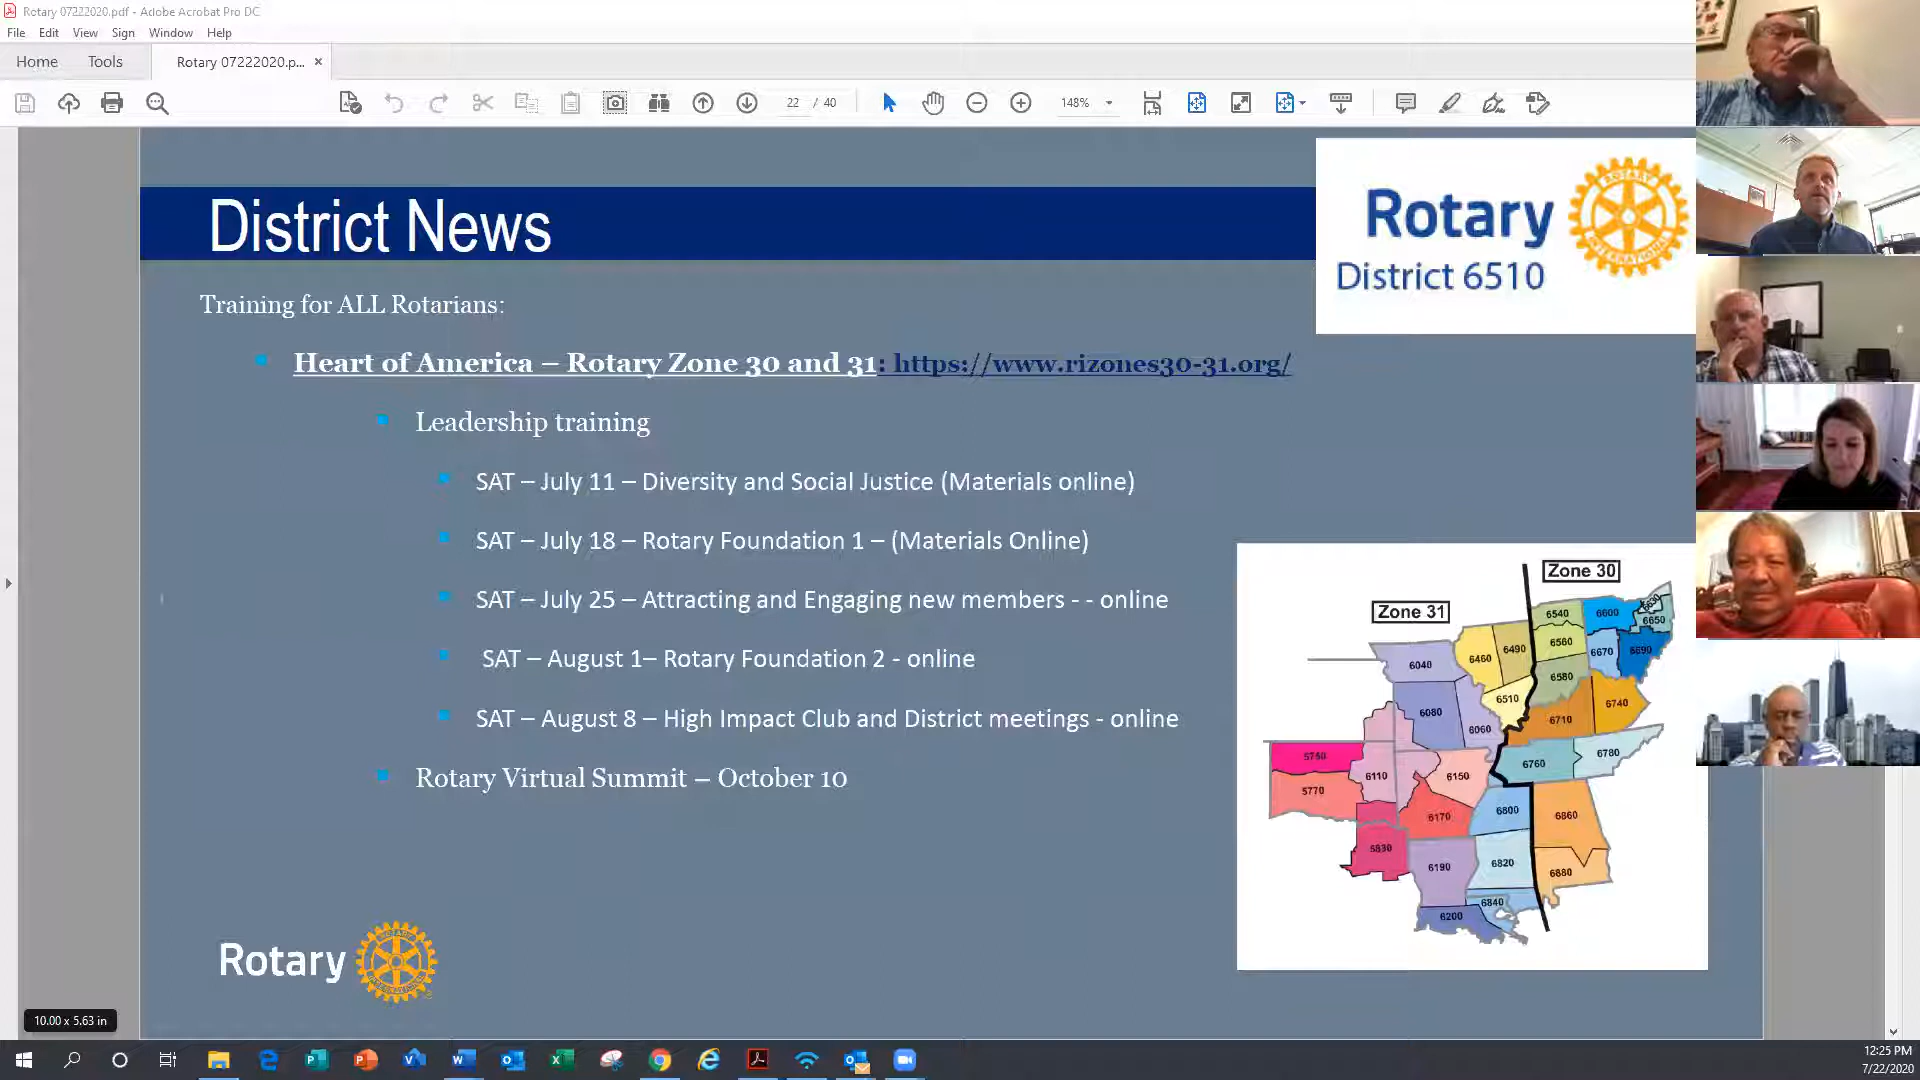 Rotary 07222020.pdf - Adobe Acrobat Pro DC
File Edit View Sign Window Help
Home Tools Rotary 07222020.p... ×
22 / 40 148%
District News
Rotary
District 6510
ROTARY
INTERNATIONAL
Training for ALL Rotarians:
Heart of America – Rotary Zone 30 and 31: https://www.rizones30-31.org/
Leadership training
SAT – July 11 – Diversity and Social Justice (Materials online)
SAT – July 18 – Rotary Foundation 1 – (Materials Online)
SAT – July 25 – Attracting and Engaging new members - - online
SAT – August 1– Rotary Foundation 2 - online
SAT – August 8 – High Impact Club and District meetings - online
Rotary Virtual Summit – October 10
Zone 30
Zone 31
6540 6600 6630
6650
6560
6490
6460 6670 6690
6040
6580
6510
6740
6080 6710
6060
6780
5750 6760
6110 6150
5770
6800 6860
6170
5830
6190 6820
6880
6840
6200
Rotary
10.00 x 5.63 in
12:25 PM
7/22/2020